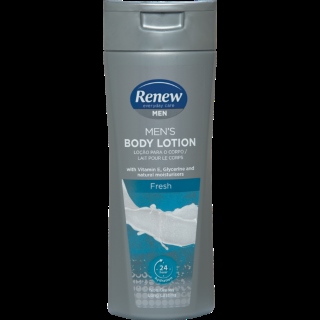 Renew
everyday care
MEN
MEN'S
BODY LOTION
LOÇÃO PARA O CORPO /
LAIT POUR LE CORPS
with Vitamin E, Glycerine and
natural moisturisers
Fresh
24